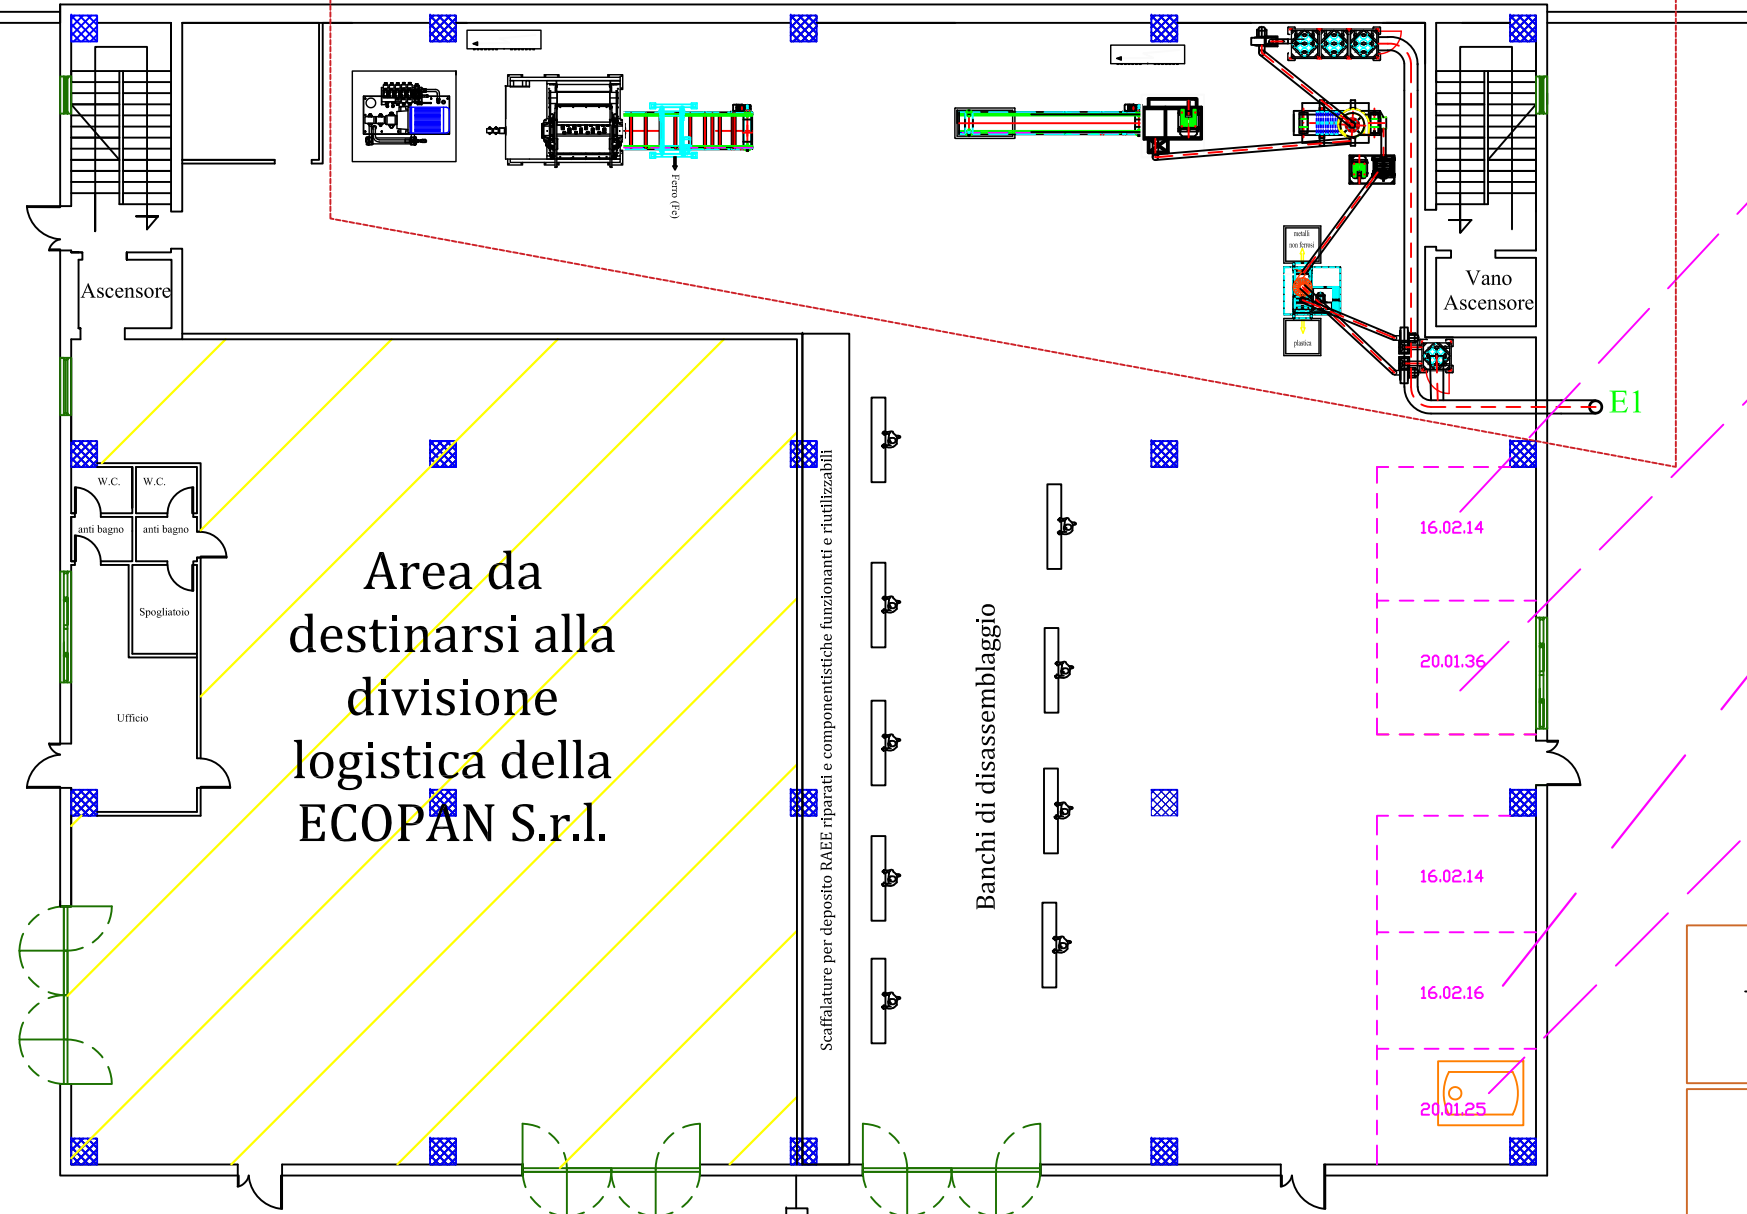 Ferro (Fe)
metalli
non ferrosi
Ascensore
Vano
Ascensore
plastica
E1
W.C.
W.C.
anti bagno
anti bagno
Spogliatoio
Ufficio
Area da
destinarsi alla
divisione
logistica della
ECOPAN S.r.l.
Scaffalature per deposito RAEE riparati e componentistiche funzionanti e riutilizzabili
Banchi di disassemblaggio
16.02.14
20.01.36
16.02.14
16.02.16
20.01.25